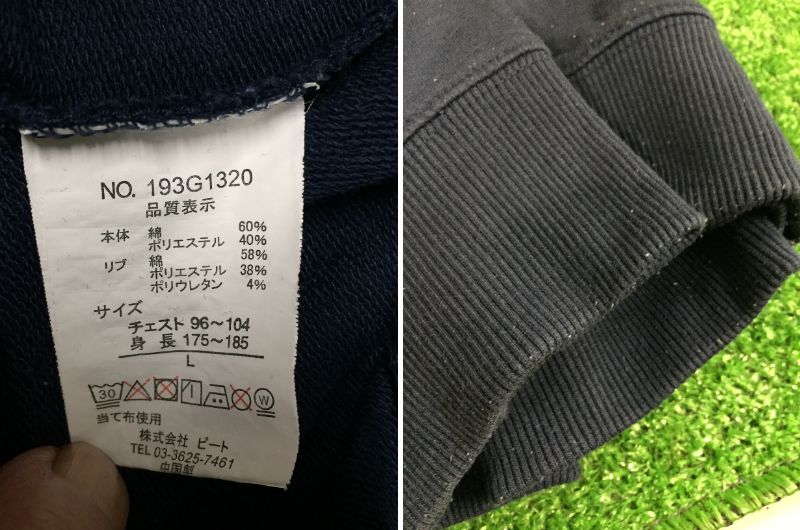 NO. 193G1320
品質表示
本体 綿 60%
ポリエステル 40%
リブ 綿 58%
ポリエステル 38%
ポリウレタン 4%
サイズ
チェスト 96〜104
身長 175〜185
L
30 W
当て布使用
株式会社 ピート
TEL 03-3625-7461
中国製